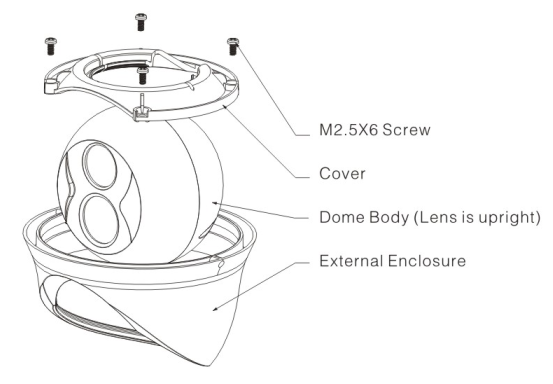 M2.5X6 Screw
Cover
Dome Body (Lens is upright)
External Enclosure